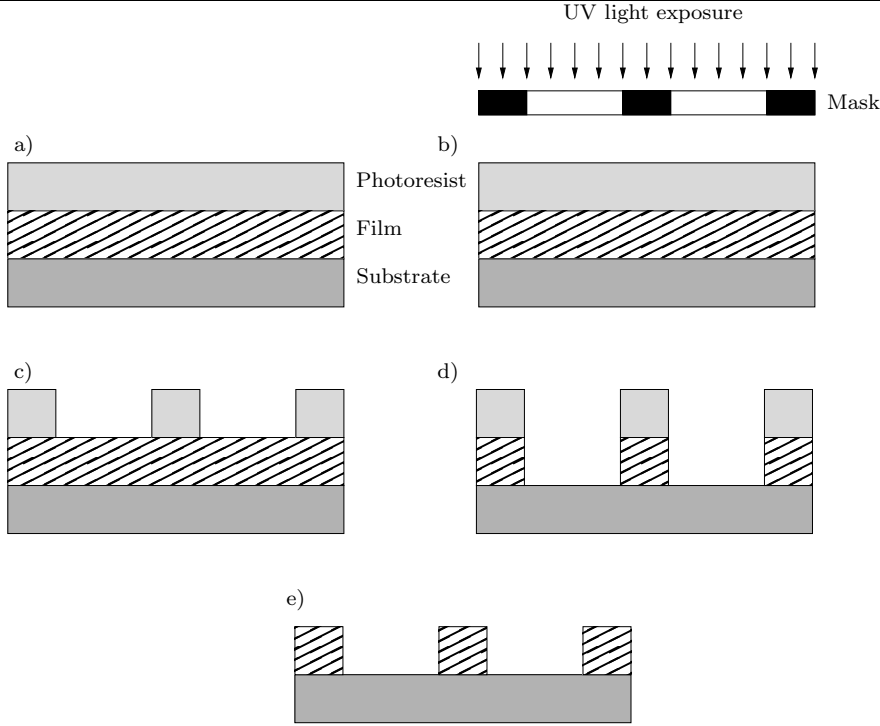 UV light exposure
Mask
a)
b)
Photoresist
Film
Substrate
c)
d)
e)